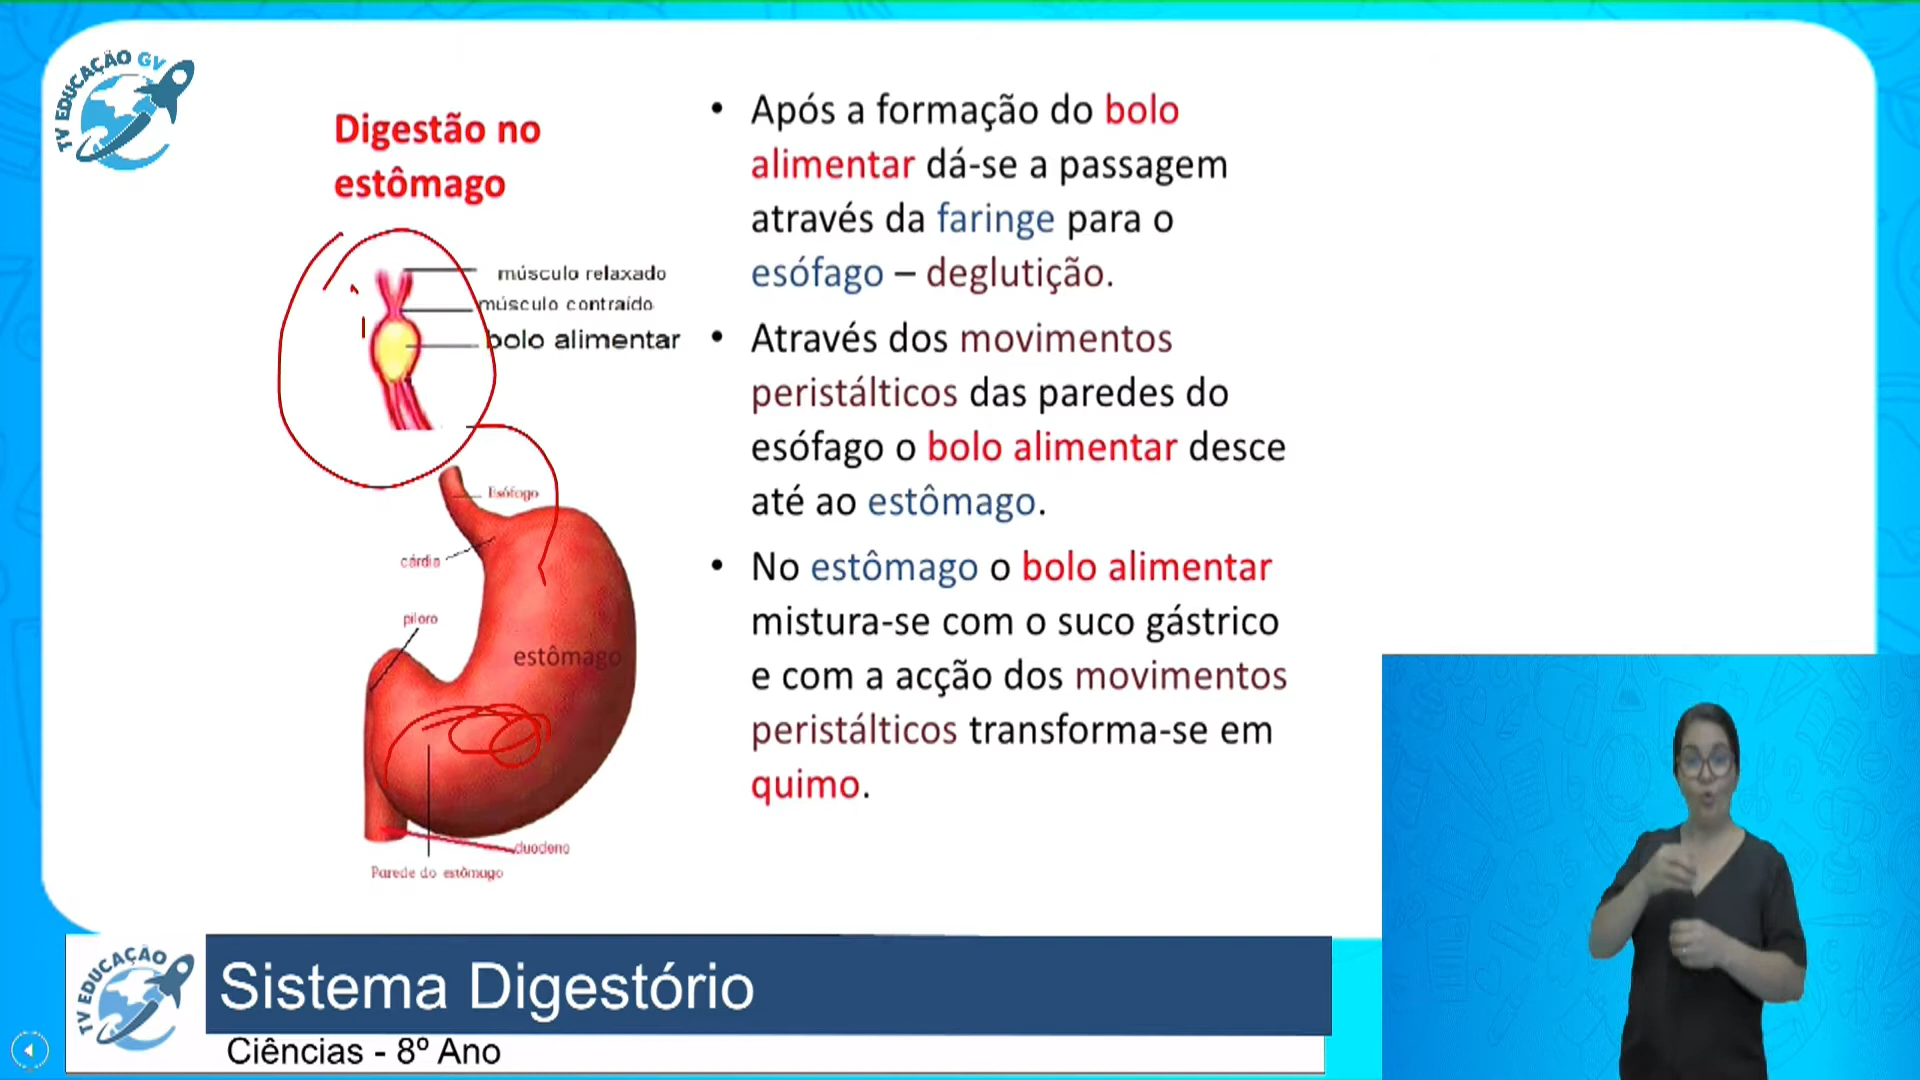 TV EDUCAÇÃO GV
Digestão no
estômago
músculo relaxado
músculo contraído
bolo alimentar
Esófogo
cárdia
piloro
estômago
duodeno
Parede do estômugo
• Após a formação do bolo
alimentar dá-se a passagem
através da faringe para o
esófago – deglutição.
• Através dos movimentos
peristálticos das paredes do
esófago o bolo alimentar desce
até ao estômago.
• No estômago o bolo alimentar
mistura-se com o suco gástrico
e com a acção dos movimentos
peristálticos transforma-se em
quimo.
TV EDUCAÇÃO
Sistema Digestório
Ciências - 8º Ano